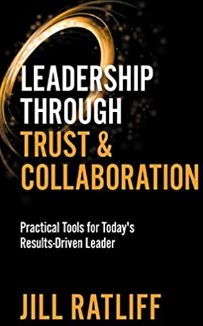 LEADERSHIP
THROUGH
TRUST &
COLLABORATION
Practical Tools for Today's
Results-Driven Leader
JILL RATLIFF